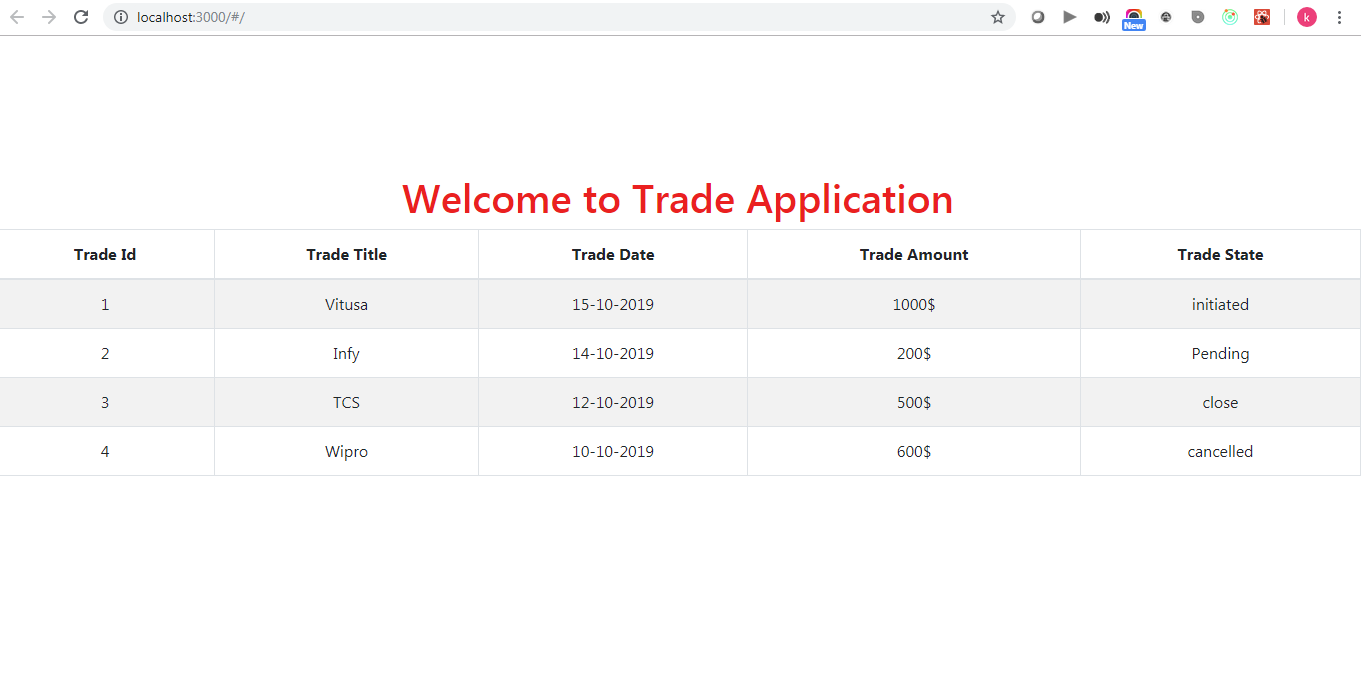 localhost:3000/#/
New
k
Welcome to Trade Application
Trade Id Trade Title Trade Date Trade Amount Trade State
1 Vitusa 15-10-2019 1000$ initiated
2 Infy 14-10-2019 200$ Pending
3 TCS 12-10-2019 500$ close
4 Wipro 10-10-2019 600$ cancelled